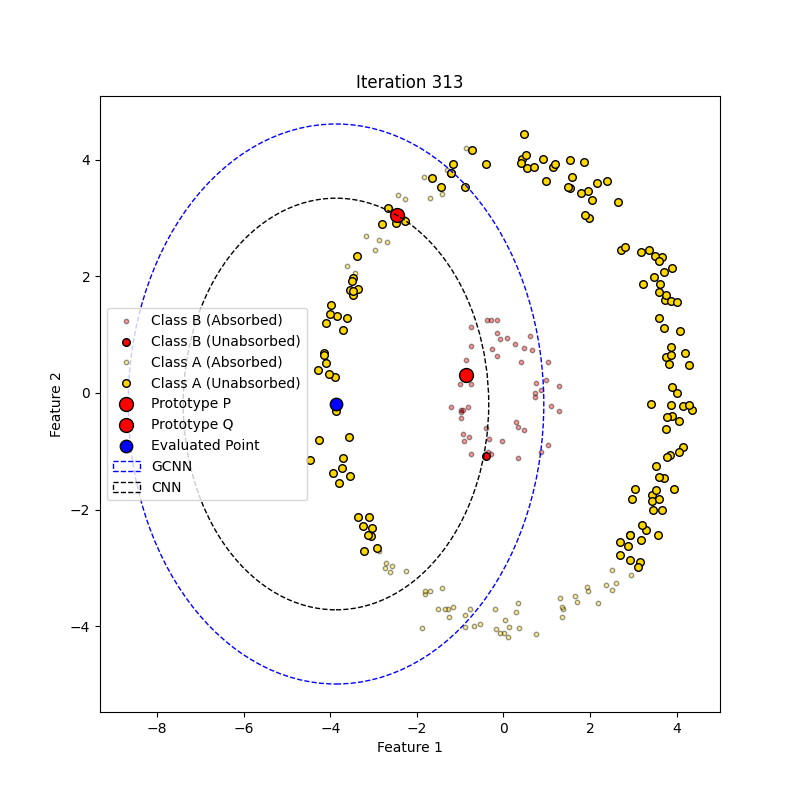 Iteration 313
4
2
0
−2
−4
Feature 2
Class B (Absorbed)
Class B (Unabsorbed)
Class A (Absorbed)
Class A (Unabsorbed)
Prototype P
Prototype Q
Evaluated Point
GCNN
CNN
−8 −6 −4 −2 0 2 4
Feature 1